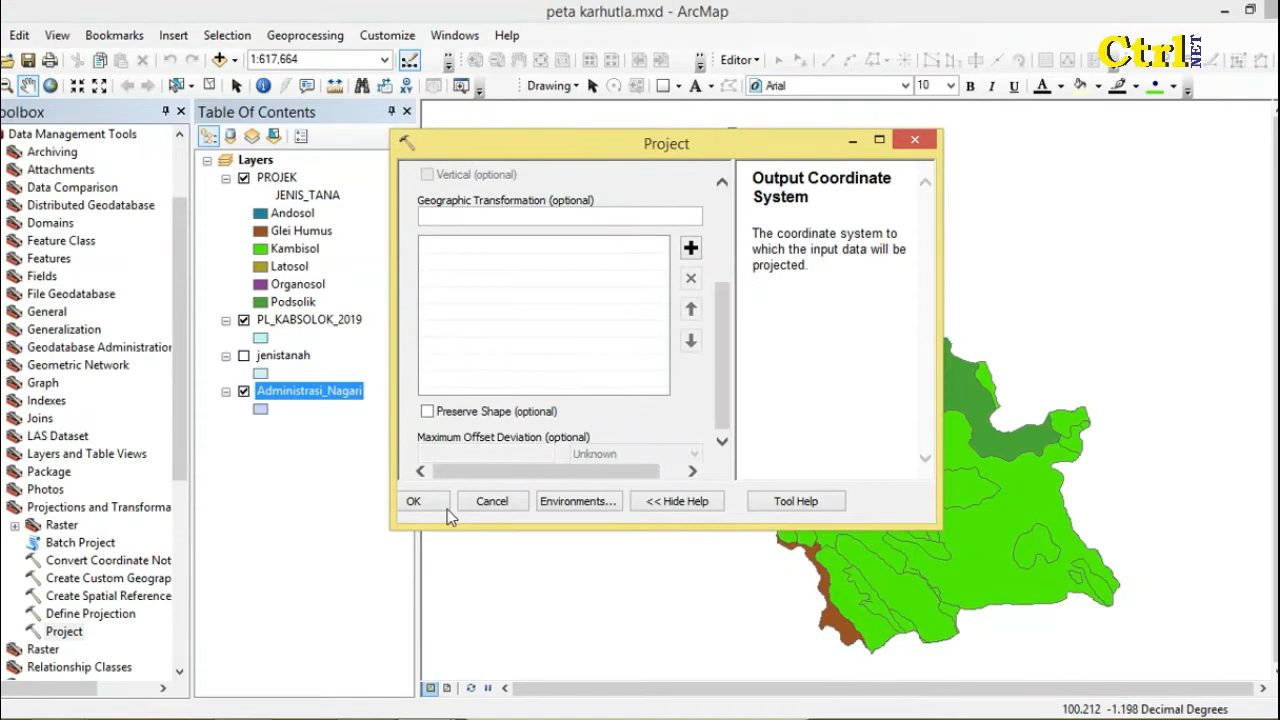 peta karhutla.mxd - ArcMap
Edit View Bookmarks Insert Selection Geoprocessing Customize Windows Help
1:617,664 Editor
Ctrl NET
Drawing Arial 10 B I U A
oolbox
Table Of Contents
Data Management Tools
Archiving
Attachments
Data Comparison
Distributed Geodatabase
Domains
Feature Class
Features
Fields
File Geodatabase
General
Generalization
Geodatabase Administration
Geometric Network
Graph
Indexes
Joins
LAS Dataset
Layers and Table Views
Package
Photos
Projections and Transforma
Raster
Batch Project
Convert Coordinate Not
Create Custom Geograp
Create Spatial Reference
Define Projection
Project
Raster
Relationship Classes
Layers
PROJEK
JENIS_TANA
Andosol
Glei Humus
Kambisol
Latosol
Organosol
Podsolik
PL_KABSOLOK_2019
jenistanah
Administrasi_Nagari
Project
Vertical (optional)
Geographic Transformation (optional)
Preserve Shape (optional)
Maximum Offset Deviation (optional)
Unknown
OK Cancel Environments... << Hide Help Tool Help
Output Coordinate
System
The coordinate system to
which the input data will be
projected.
100.212 -1.198 Decimal Degrees